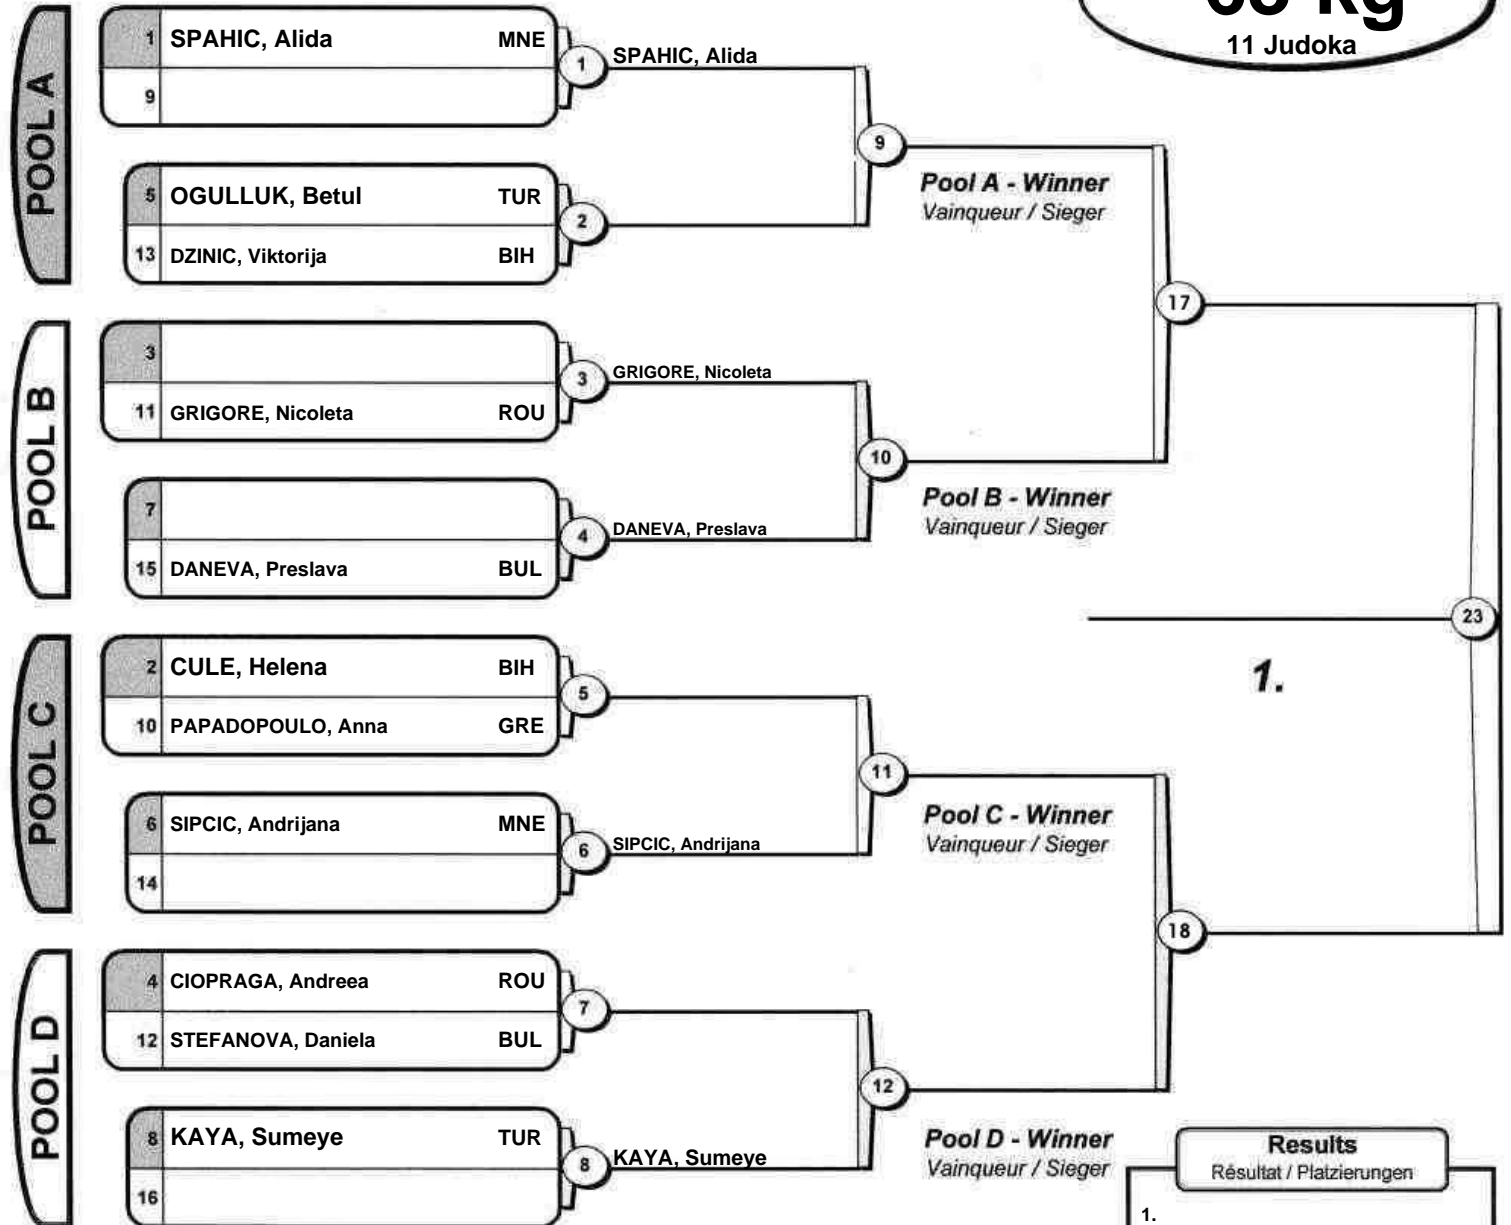 11 Judoka
POOL A
1 SPAHIC, Alida MNE
9
1 SPAHIC, Alida
5 OGULLUK, Betul TUR
13 DZINIC, Viktorija BIH
2
9
Pool A - Winner
Vainqueur / Sieger
17
POOL B
3
11 GRIGORE, Nicoleta ROU
3 GRIGORE, Nicoleta
7
15 DANEVA, Preslava BUL
4 DANEVA, Preslava
10
Pool B - Winner
Vainqueur / Sieger
23
1.
POOL C
2 CULE, Helena BIH
10 PAPADOPOULO, Anna GRE
5
6 SIPCIC, Andrijana MNE
14
6 SIPCIC, Andrijana
11
Pool C - Winner
Vainqueur / Sieger
18
POOL D
4 CIOPRAGA, Andreea ROU
12 STEFANOVA, Daniela BUL
7
8 KAYA, Sumeye TUR
16
8 KAYA, Sumeye
12
Pool D - Winner
Vainqueur / Sieger
Results
Résultat / Platzierungen
1.